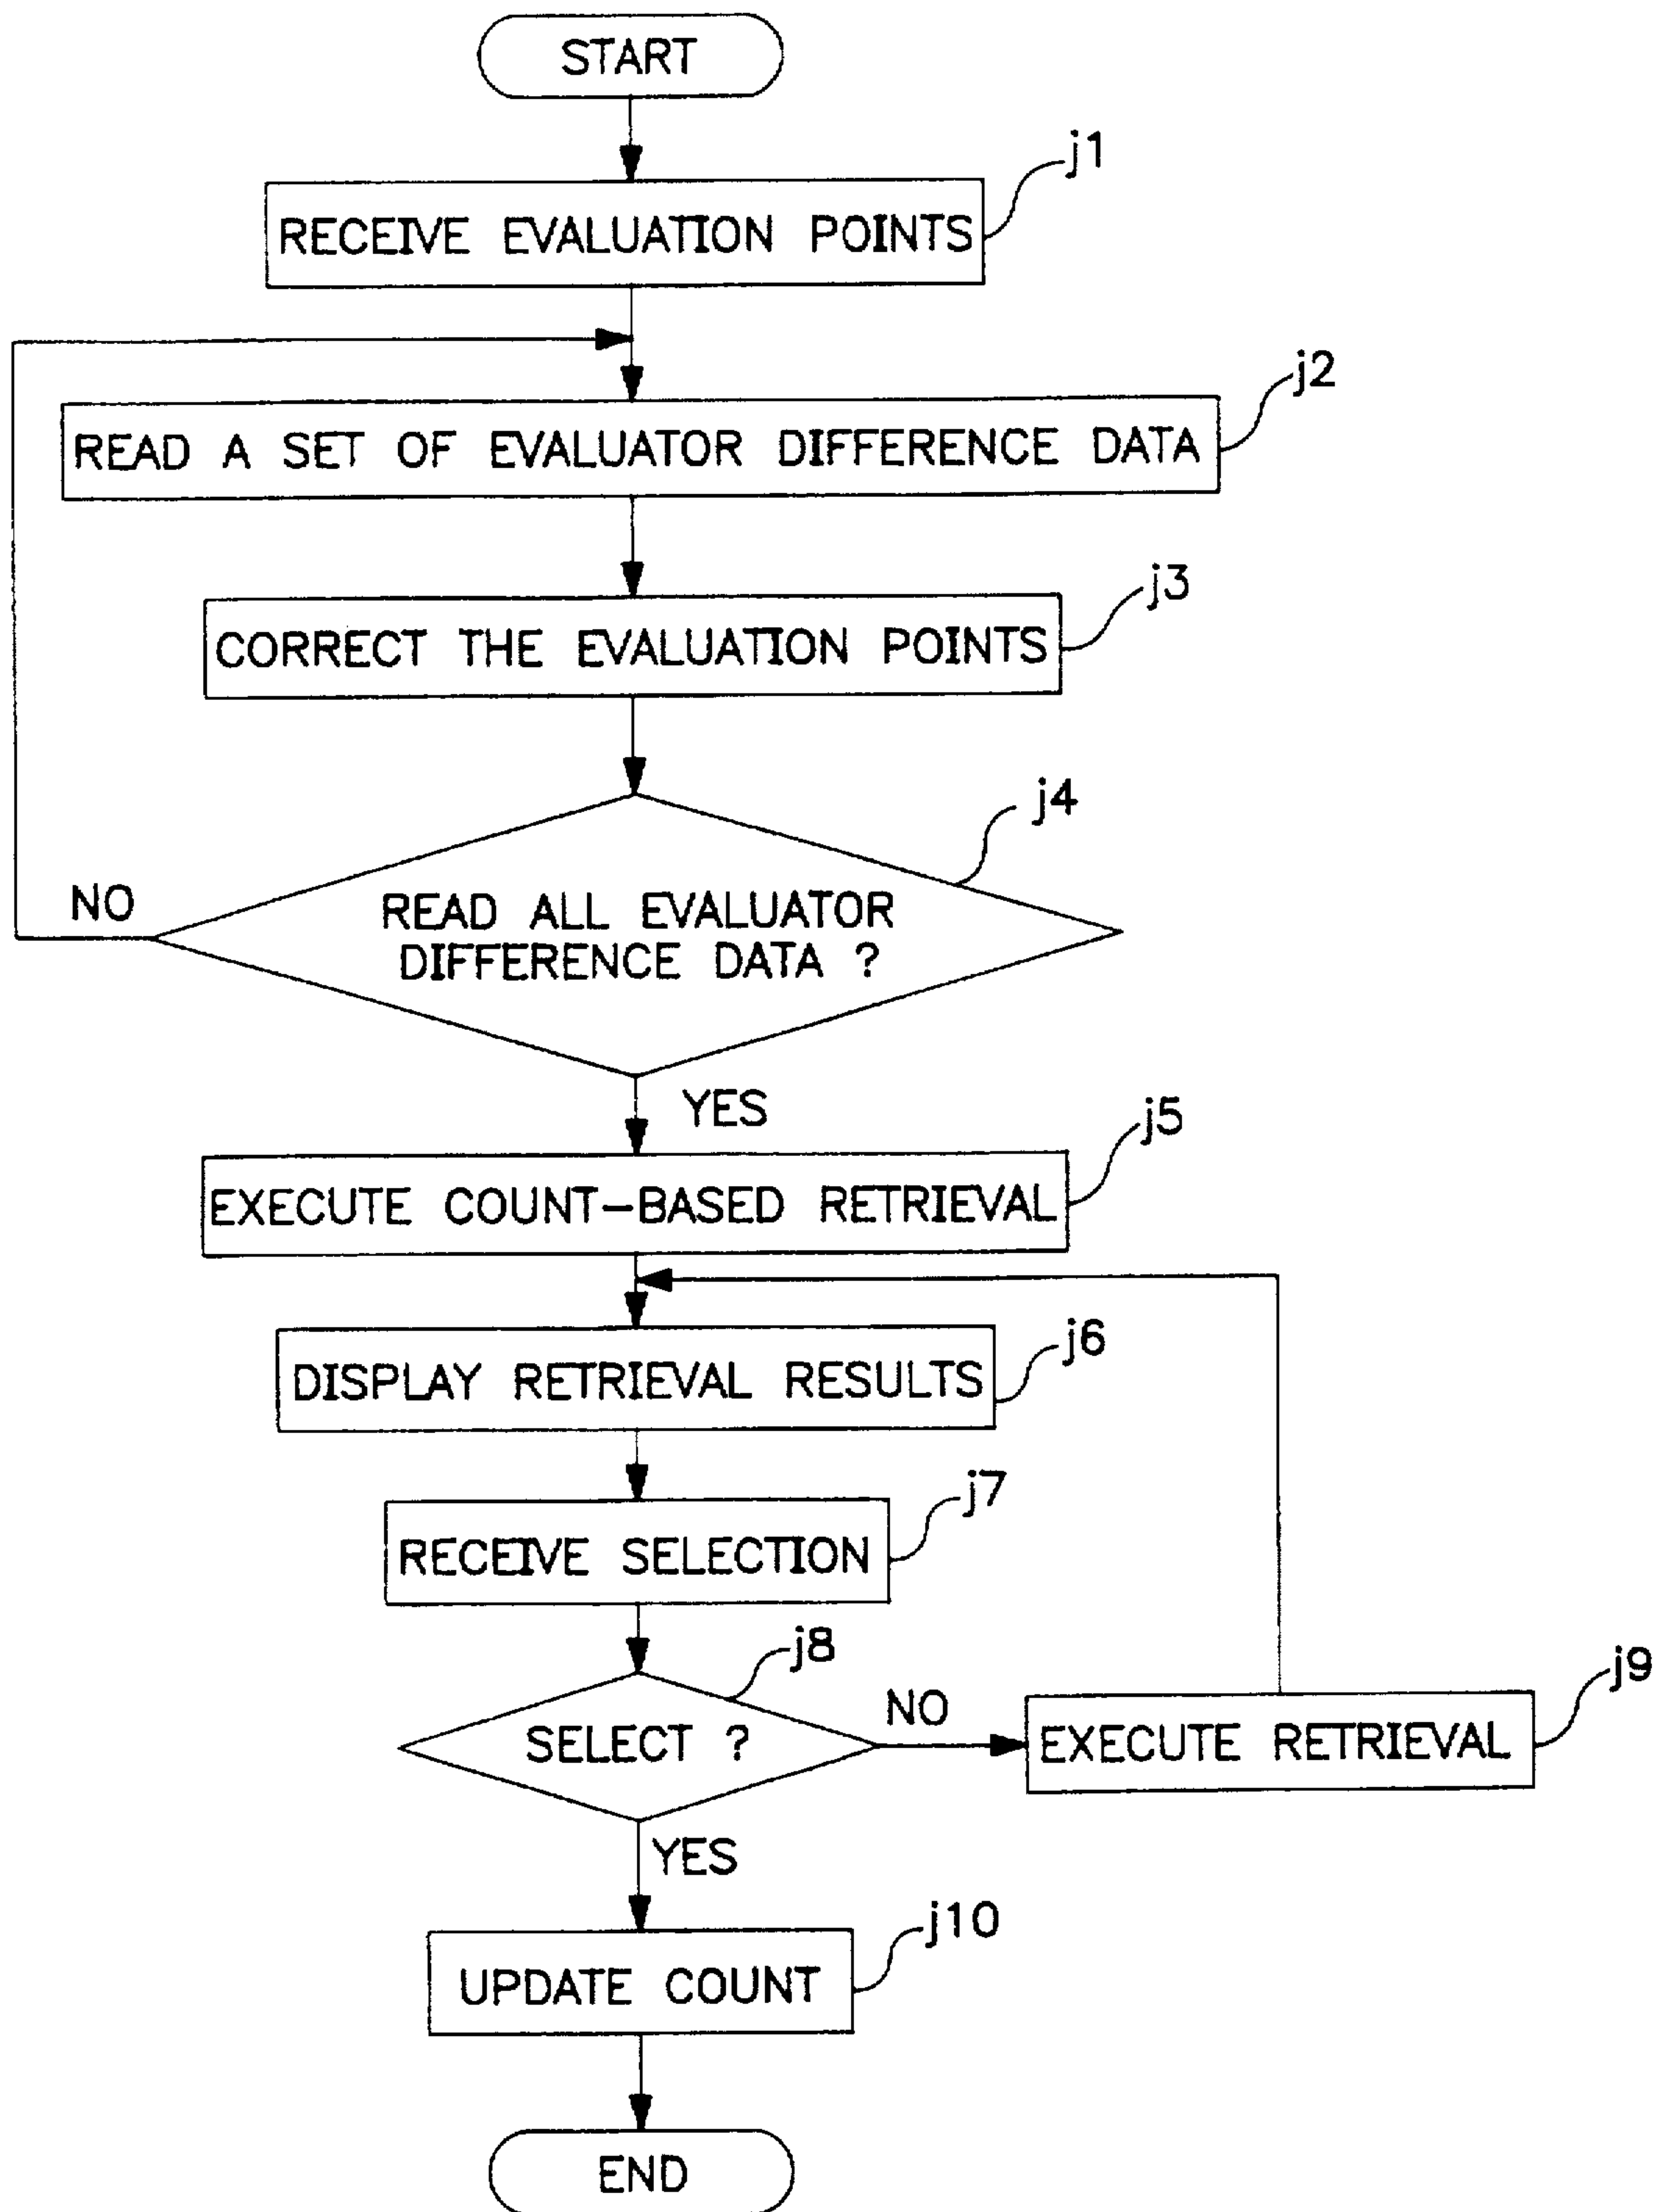 START
j1
RECEIVE EVALUATION POINTS
j2
READ A SET OF EVALUATOR DIFFERENCE DATA
j3
CORRECT THE EVALUATION POINTS
j4
NO
READ ALL EVALUATOR
DIFFERENCE DATA ?
YES
j5
EXECUTE COUNT-BASED RETRIEVAL
j6
DISPLAY RETRIEVAL RESULTS
j7
RECEIVE SELECTION
j8
SELECT ?
NO
j9
EXECUTE RETRIEVAL
YES
j10
UPDATE COUNT
END